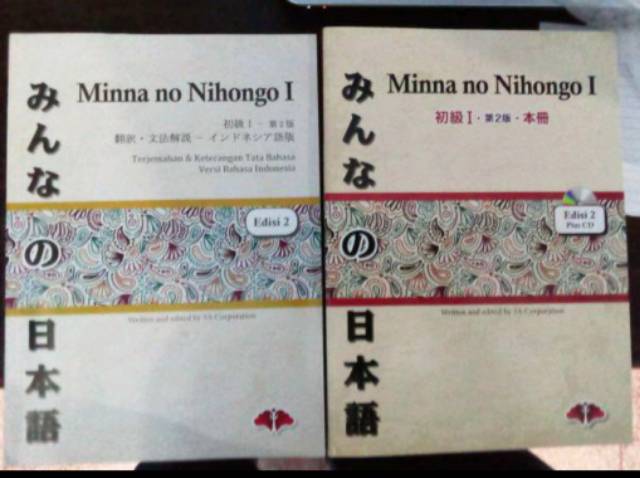 みんなの日本語
Minna no Nihongo I
初級 I - 第2版
翻訳・文法解説 - インドネシア語版
Terjemahan & Keterangan Tata Bahasa
Versi Bahasa Indonesia
Edisi 2
Written and edited by 3A Corporation
みんなの日本語
Minna no Nihongo I
初級 I・第2版・本冊
Edisi 2
Plus CD
Written and edited by 3A Corporation